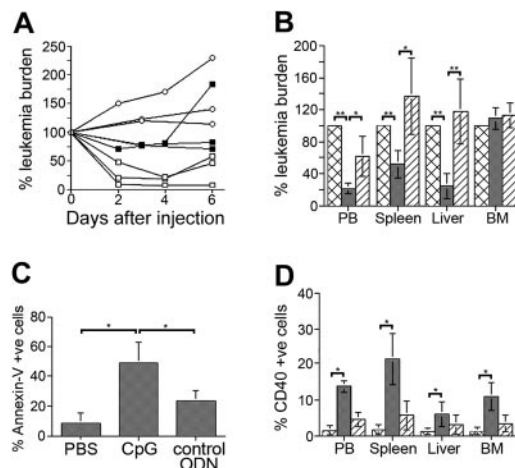 A
% leukemia burden
250
200
150
100
50
0
0 2 4 6
Days after injection
B
% leukemia burden
200
160
120
80
40
0
** * ** * ** **
PB Spleen Liver BM
C
% Annexin-V +ve cells
80
60
40
20
0
* *
PBS CpG control
ODN
D
% CD40 +ve cells
40
30
20
10
0
* * * *
PB Spleen Liver BM